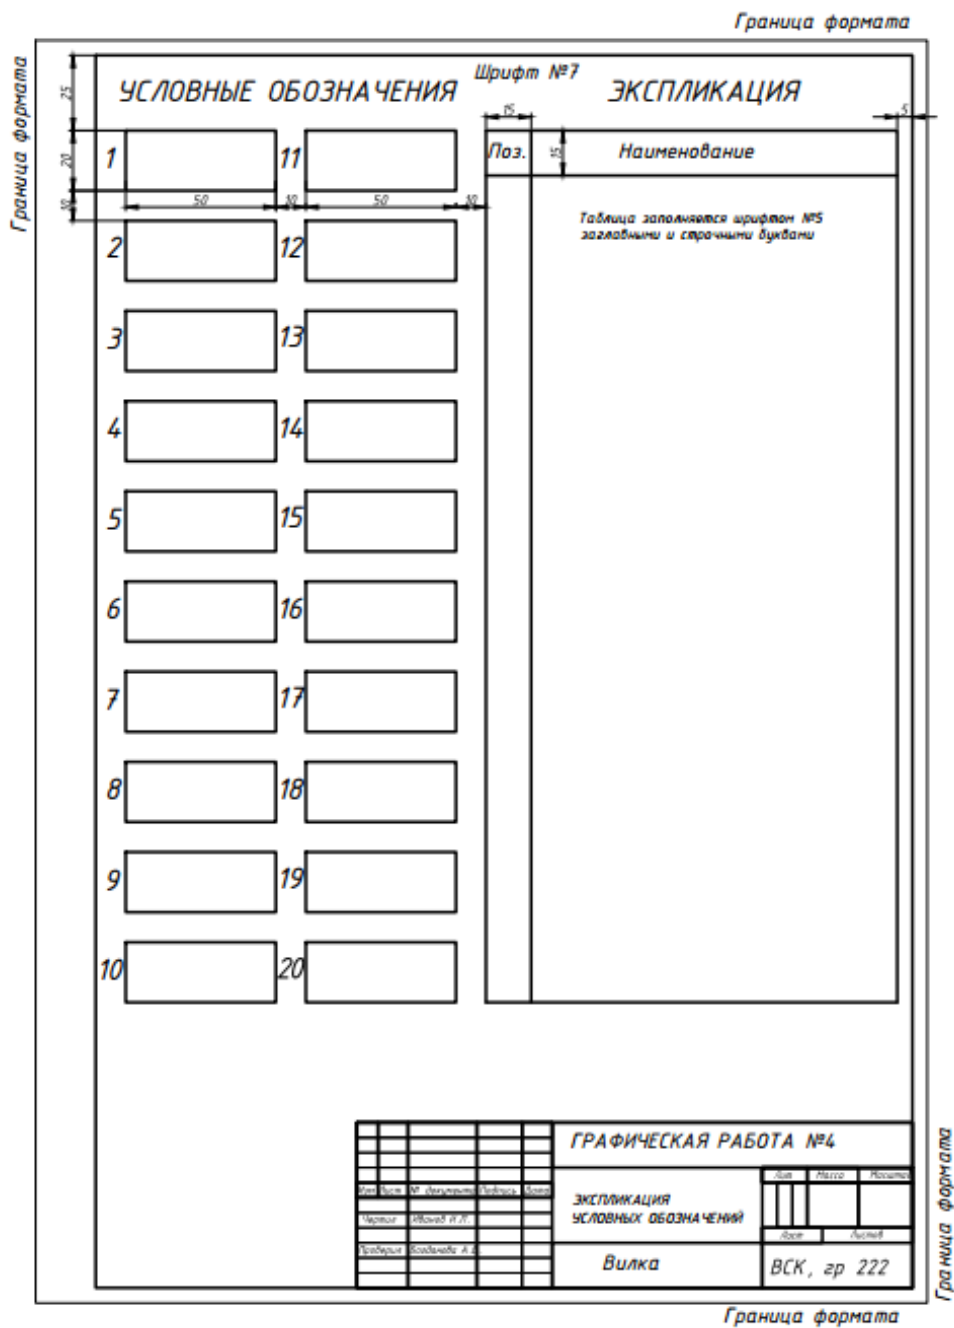 Граница формата
Граница формата
УСЛОВНЫЕ ОБОЗНАЧЕНИЯ
Шрифт №7
ЭКСПЛИКАЦИЯ
25
15
5
20
10
1
11
Поз.
15
Наименование
50
10
50
10
Таблица заполняется шрифтом №5
заглавными и строчными буквами
2
12
3
13
4
14
5
15
6
16
7
17
8
18
9
19
10
20
ГРАФИЧЕСКАЯ РАБОТА №4
Лит Масса
Изм Лист № документа Подпись Дата
ЭКСПЛИКАЦИЯ
УСЛОВНЫХ ОБОЗНАЧЕНИЙ
Чертил Иванов И.П.
Лист Листов
Проверил Богданова А.
Вилка
ВСК, гр 222
Граница формата
Граница формата